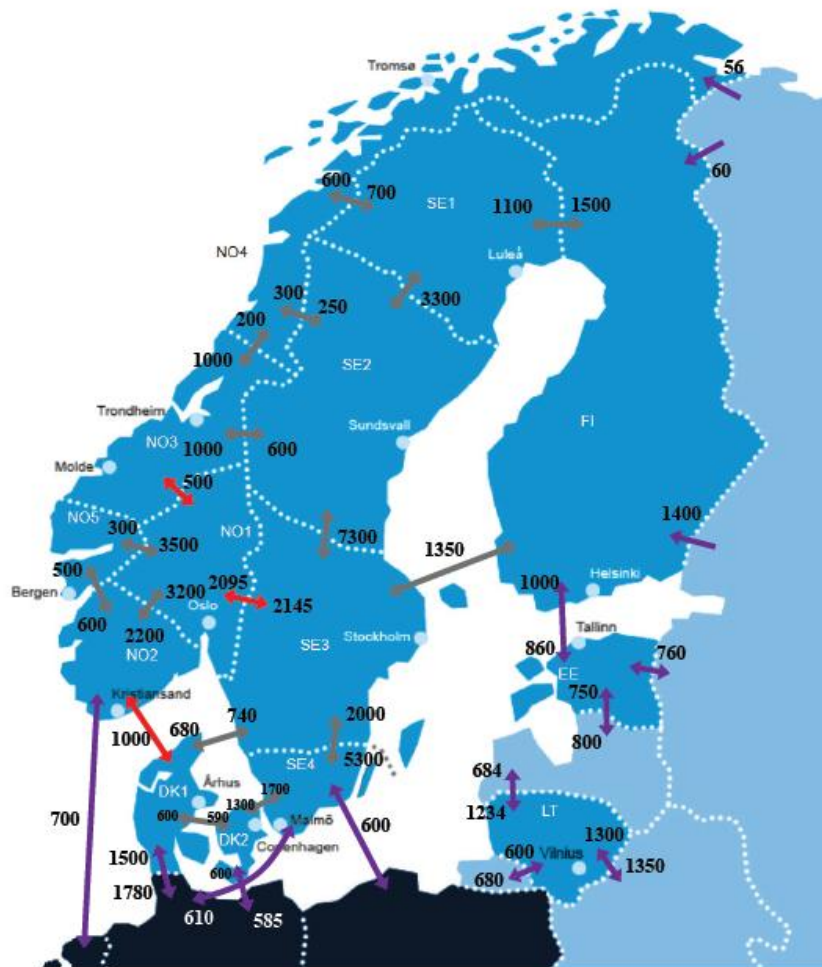 Tromsø
56
60
600
700
SE1
1100
1500
NO4
Luleå
300
250
3300
200
1000
SE2
Trondheim
NO3
1000
600
Sundsvall
FI
Molde
500
NO5
NO1
300
3500
7300
1350
1400
500
Bergen
600
3200
2095
2145
2200
Oslo
NO2
SE3
Stockholm
1000
Helsinki
Tallinn
860
EE
760
750
800
Kristiansand
1000
680
740
2000
5300
SE4
DK1
Århus
1700
1300
600
590
Malmö
DK2
Copenhagen
700
600
684
1234
LT
1300
1350
600
Vilnius
680
1500
1780
600
610
585